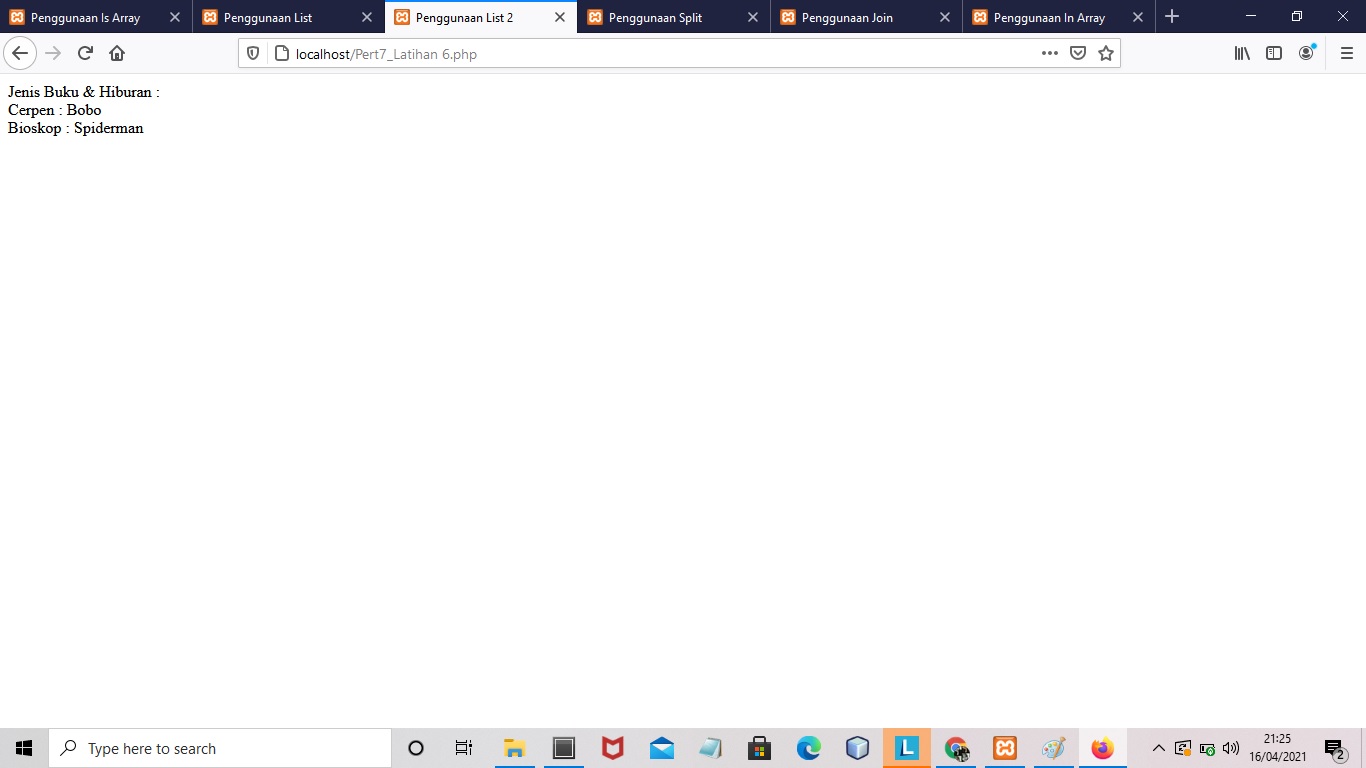 Penggunaan Is Array
Penggunaan List
Penggunaan List 2
Penggunaan Split
Penggunaan Join
Penggunaan In Array
localhost/Pert7_Latihan 6.php
Jenis Buku & Hiburan :
Cerpen : Bobo
Bioskop : Spiderman
Type here to search
L
21:25
16/04/2021
2